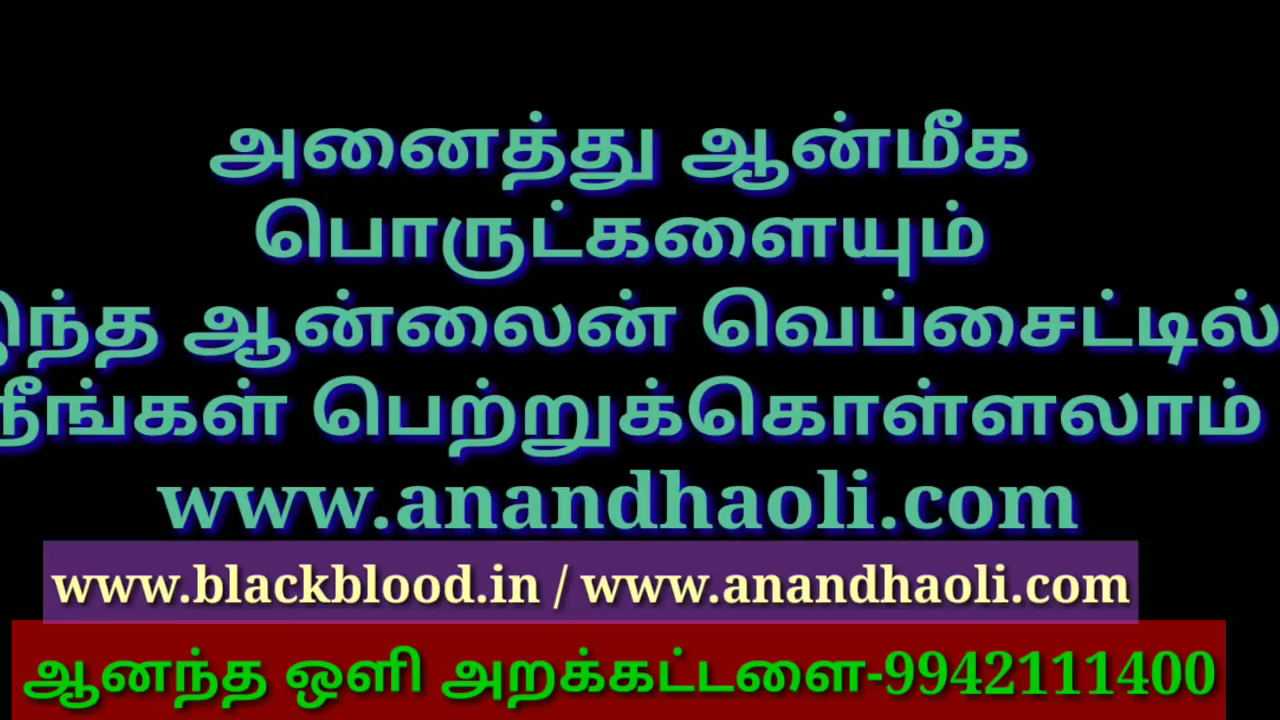 அனைத்து ஆன்மீக
பொருட்களையும்
இந்த ஆன்லைன் வெப்சைட்டில்
நீங்கள் பெற்றுக்கொள்ளலாம்
www.anandhaoli.com
www.blackblood.in / www.anandhaoli.com
ஆனந்த ஒளி அறக்கட்டளை-9942111400